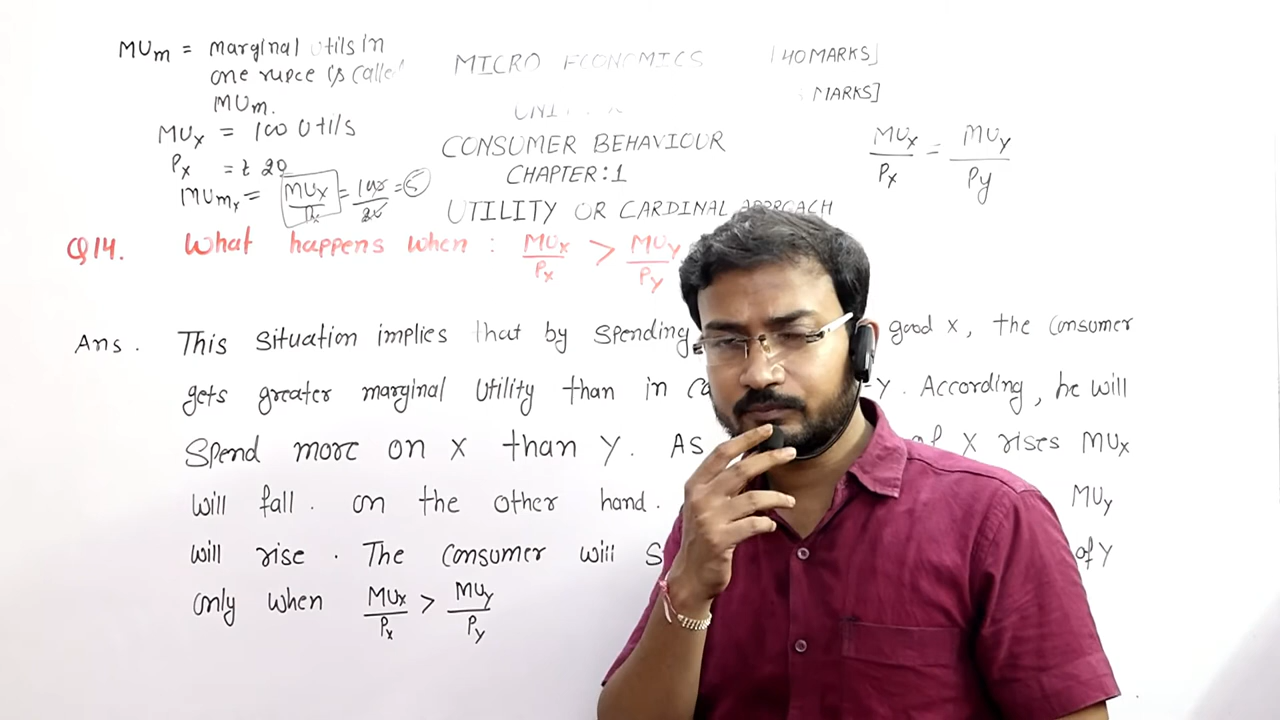 MUm = marginal Utils in
one rupee is called
MUm.
MUx = 100 Utils
Px = ₹ 20
MUmx = MUx/Px = 100/20 = 5
MICRO ECONOMICS [40 MARKS]
MARKS]
UNIT
CONSUMER BEHAVIOUR
CHAPTER:1
UTILITY OR CARDINAL APPROACH
MUx/Px = MUy/Py
Q14. What happens when : MUx/Px > MUy/Py
Ans. This situation implies that by spending good x, the consumer
gets greater marginal utility than in y. According, he will
Spend more on x than y. As of x rises MUx
will fall. on the other hand. MUy
will rise. The consumer will of y
only when MUx/Px > MUy/Py